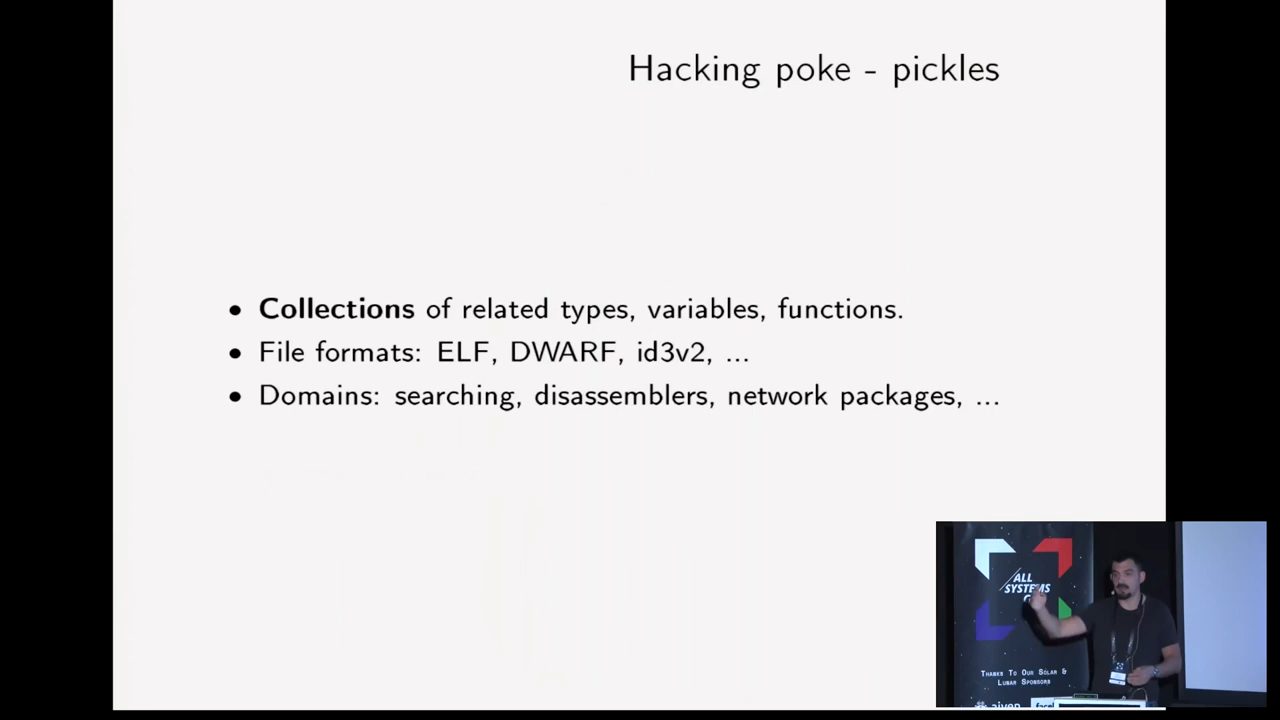 Hacking poke - pickles
• Collections of related types, variables, functions.
• File formats: ELF, DWARF, id3v2, ...
• Domains: searching, disassemblers, network packages, ...
ALL
SYSTEMS
Thanks To Our Solar &
Lunar Sponsors
aiven